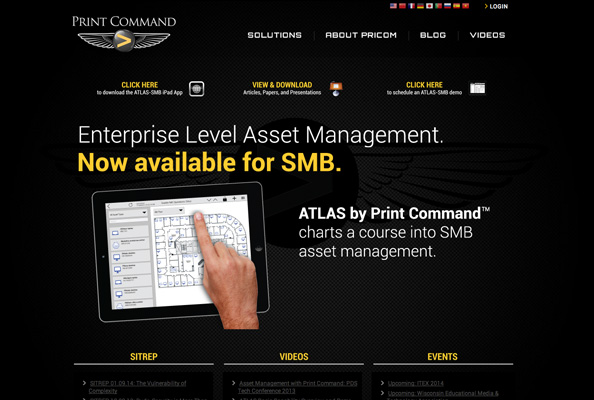 LOGIN
PRINT COMMAND
SOLUTIONS
ABOUT PRICOM
BLOG
VIDEOS
CLICK HERE
to download the ATLAS-SMB iPad App
VIEW & DOWNLOAD
Articles, Papers, and Presentations
CLICK HERE
to schedule an ATLAS-SMB demo
Enterprise Level Asset Management.
Now available for SMB.
ATLAS by Print Command™
charts a course into SMB
asset management.
SITREP
SITREP 01.09.14: The Vulnerability of
Complexity
VIDEOS
Asset Management with Print Command: PGS
Tech Conference 2013
EVENTS
Upcoming: ITEX 2014
Upcoming: Wisconsin Educational Media &